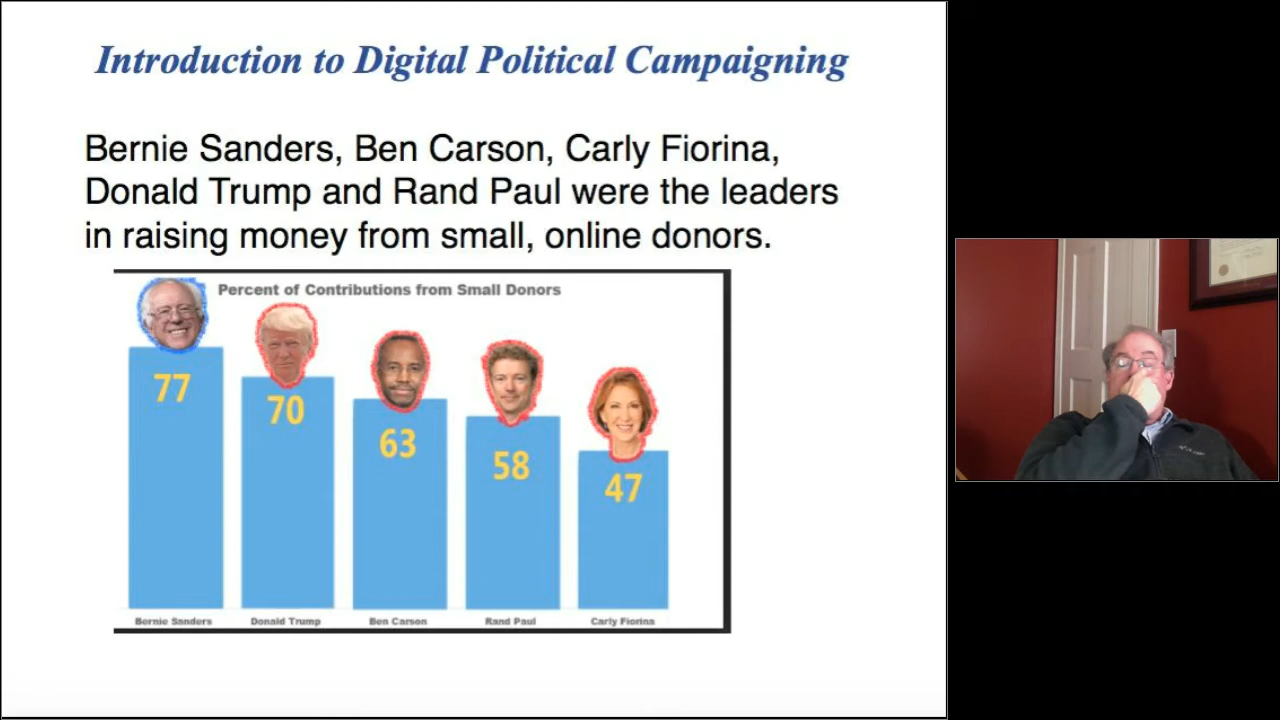 Introduction to Digital Political Campaigning
Bernie Sanders, Ben Carson, Carly Fiorina,
Donald Trump and Rand Paul were the leaders
in raising money from small, online donors.
Percent of Contributions from Small Donors
77
70
63
58
47
Bernie Sanders
Donald Trump
Ben Carson
Rand Paul
Carly Fiorina